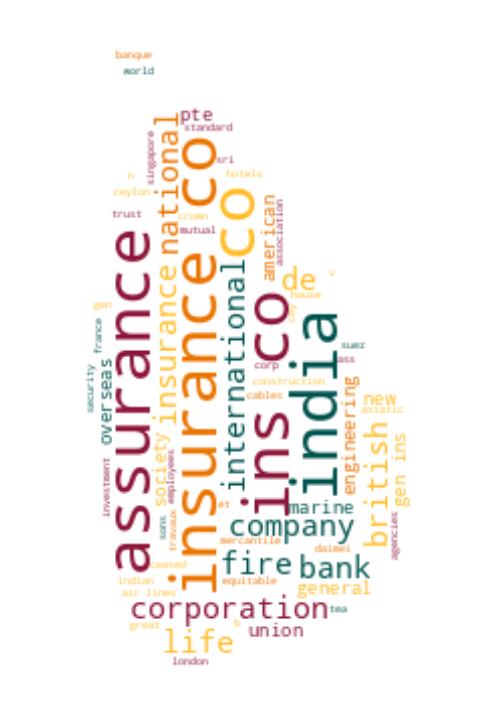 banque
world
pte
standard
national
singapore
sri
hotels
n
ceylon
insurance co
co
trust
crown
mutual
american
association
assurance
de
v
house
international
insurance
ins co
india
gen
france
suez
ass
corp
construction
cables
security
overseas
engineering
new
asiatic
british
gen ins
society
employees
investment
sons
travaux
et
marine
company
agencies
mercantile
daimei
ceased
fire
bank
indian
equitable
general
air lines
corporation
tea
great
b
union
life
london